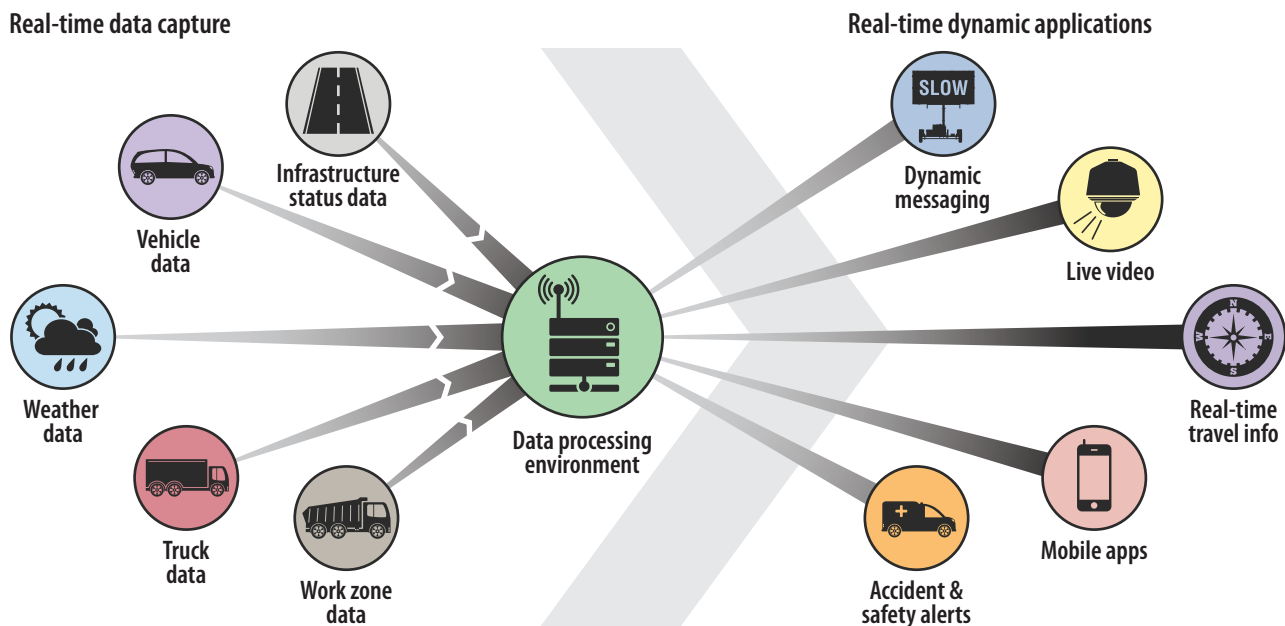 Real-time data capture
Real-time dynamic applications
Infrastructure
status data
Vehicle
data
Weather
data
Truck
data
Work zone
data
Data processing
environment
SLOW
Dynamic
messaging
Live video
N
W
E
S
Real-time
travel info
Mobile apps
Accident &
safety alerts